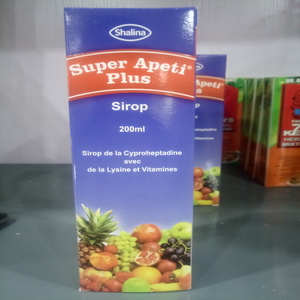 Shalina
Super Apeti®
Plus
Sirop
200ml
Sirop de la Cyproheptadine
avec
de la Lysine et Vitamines